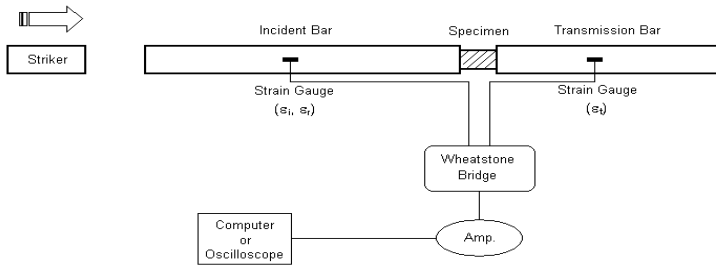 Incident Bar
Specimen
Transmission Bar
Striker
Strain Gauge
(εi, εr)
Strain Gauge
(εt)
Wheatstone
Bridge
Computer
or
Oscilloscope
Amp.